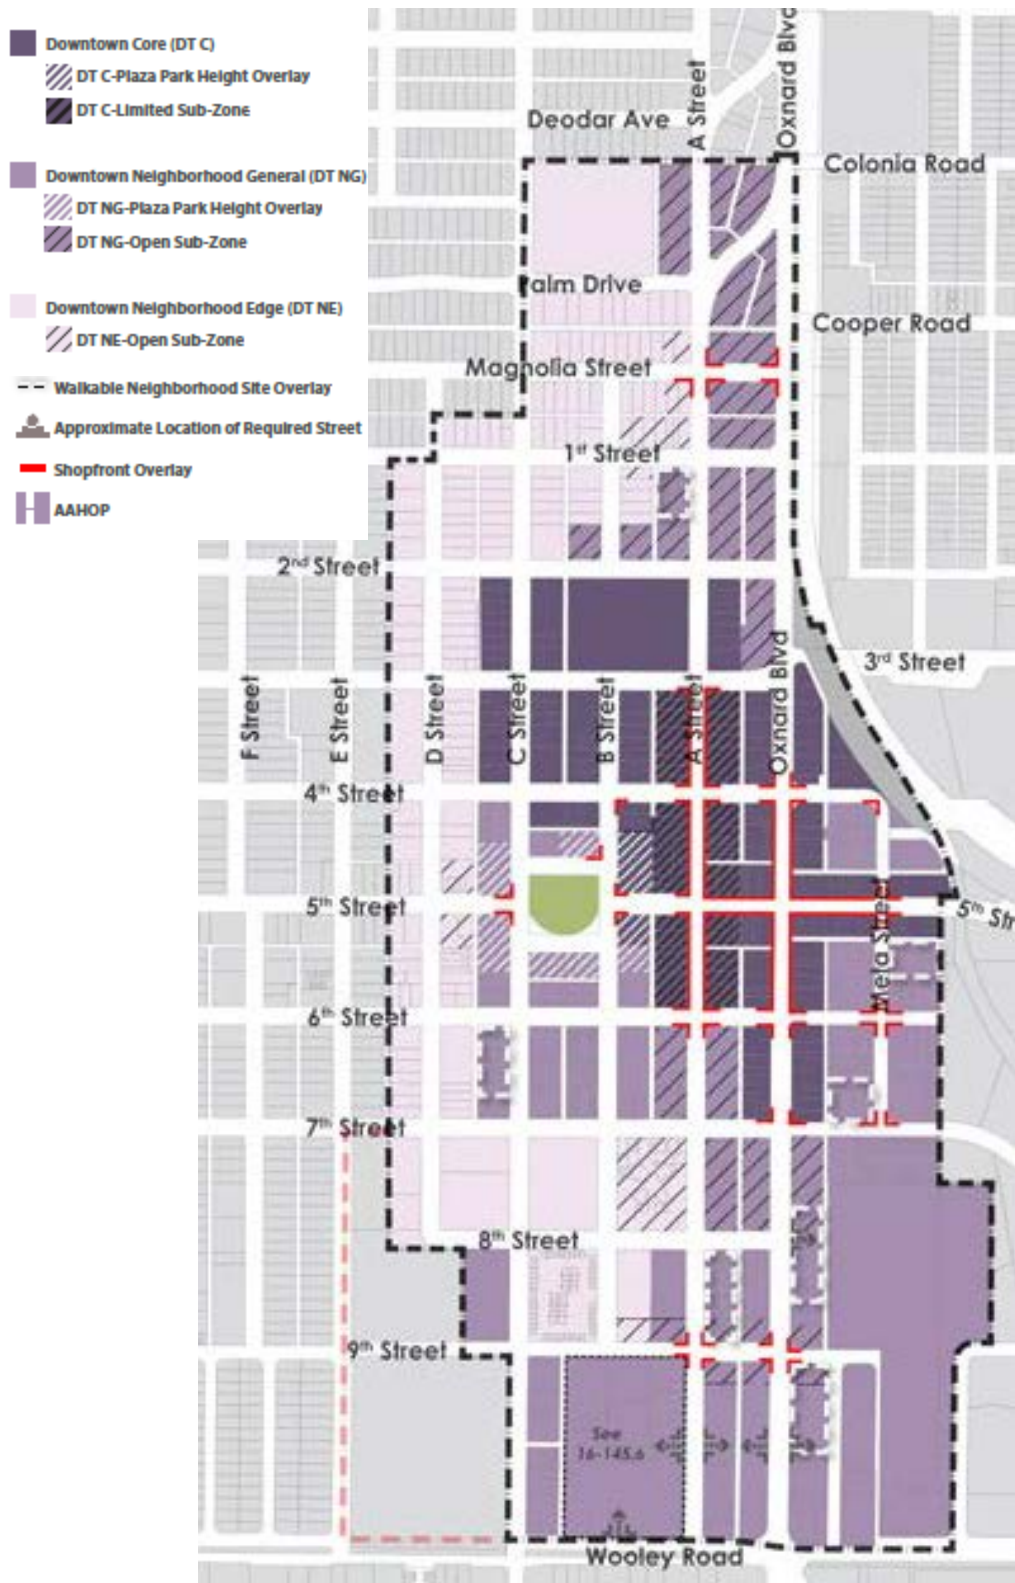 Downtown Core (DT C)
DT C-Plaza Park Height Overlay
DT C-Limited Sub-Zone
Downtown Neighborhood General (DT NG)
DT NG-Plaza Park Height Overlay
DT NG-Open Sub-Zone
Downtown Neighborhood Edge (DT NE)
DT NE-Open Sub-Zone
Walkable Neighborhood Site Overlay
Approximate Location of Required Street
Shopfront Overlay
AAHOP
Oxnard Blvd
A Street
Deodar Ave
Colonia Road
Palm Drive
Cooper Road
Magnolia Street
1st Street
2nd Street
3rd Street
F Street
E Street
D Street
C Street
B Street
A Street
Oxnard Blvd
4th Street
5th Street
5th Str
Meta Street
6th Street
7th Street
8th Street
9th Street
See
16-145.6
Wooley Road